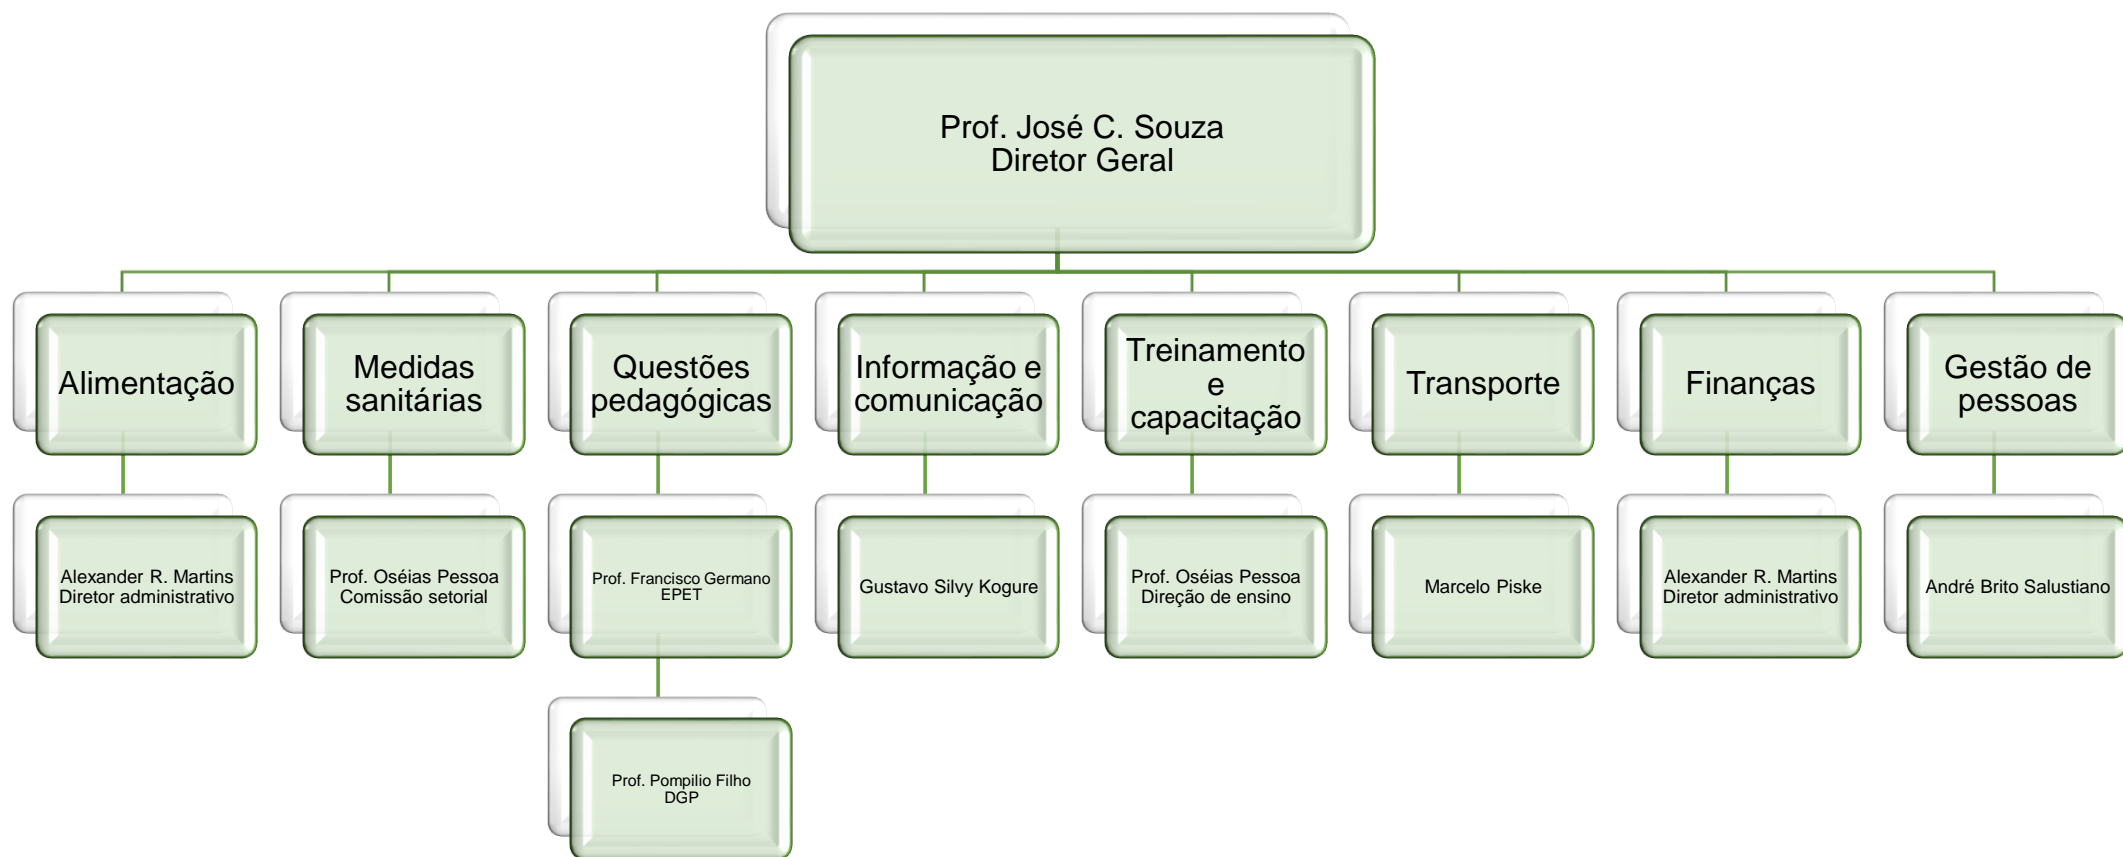 Prof. José C. Souza
Diretor Geral
Alimentação
Medidas
sanitárias
Questões
pedagógicas
Informação e
comunicação
Treinamento
e
capacitação
Transporte
Finanças
Gestão de
pessoas
Alexander R. Martins
Diretor administrativo
Prof. Oséias Pessoa
Comissão setorial
Prof. Francisco Germano
EPET
Gustavo Silvy Kogure
Prof. Oséias Pessoa
Direção de ensino
Marcelo Piske
Alexander R. Martins
Diretor administrativo
André Brito Salustiano
Prof. Pompilio Filho
DGP